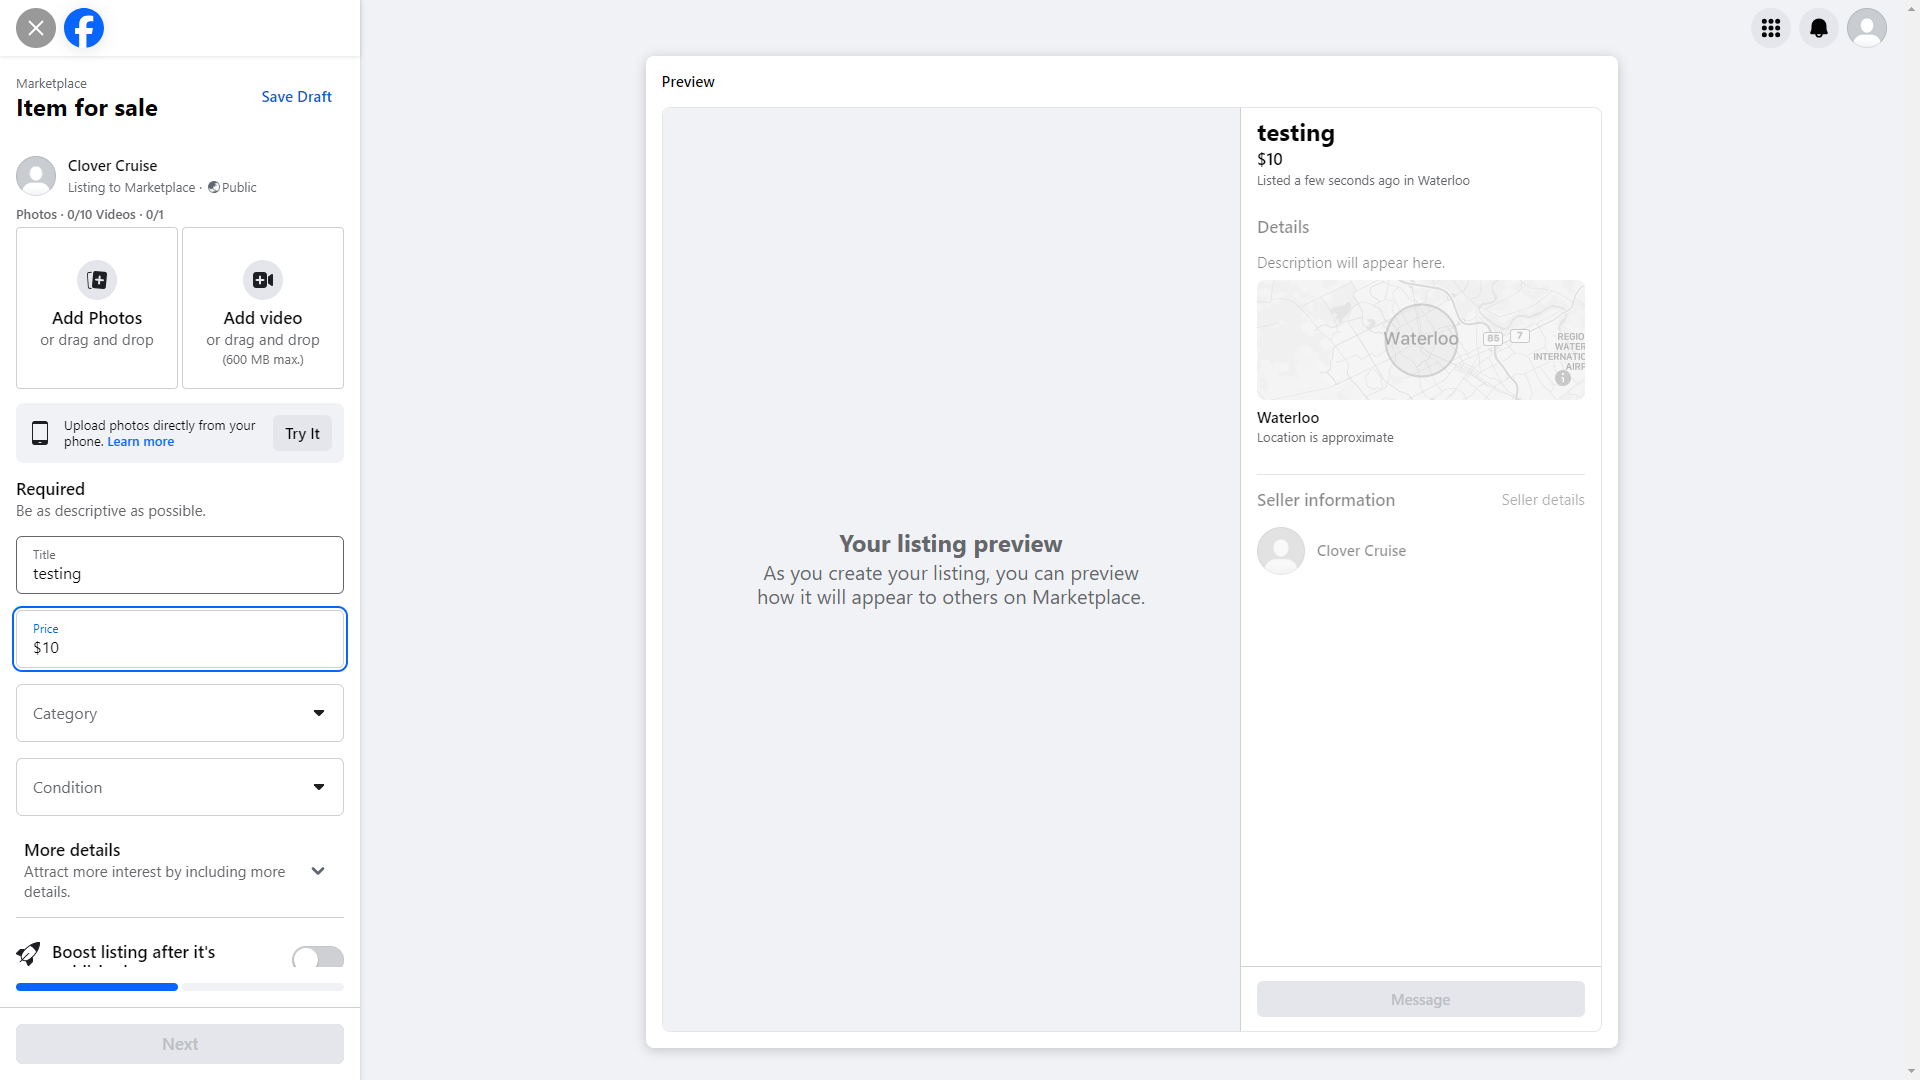 Marketplace
Item for sale
Save Draft
Clover Cruise
Listing to Marketplace · Public
Photos · 0/10 Videos · 0/1
Add Photos
or drag and drop
Add video
or drag and drop
(600 MB max.)
Upload photos directly from your
phone. Learn more
Try It
Required
Be as descriptive as possible.
Title
testing
Price
$10
Category
Condition
More details
Attract more interest by including more
details.
Boost listing after it's
Next
Preview
Your listing preview
As you create your listing, you can preview
how it will appear to others on Marketplace.
testing
$10
Listed a few seconds ago in Waterloo
Details
Description will appear here.
Waterloo
85
7
REGIO
WATER
INTERNATIC
AIRF
Waterloo
Location is approximate
Seller information
Seller details
Clover Cruise
Message